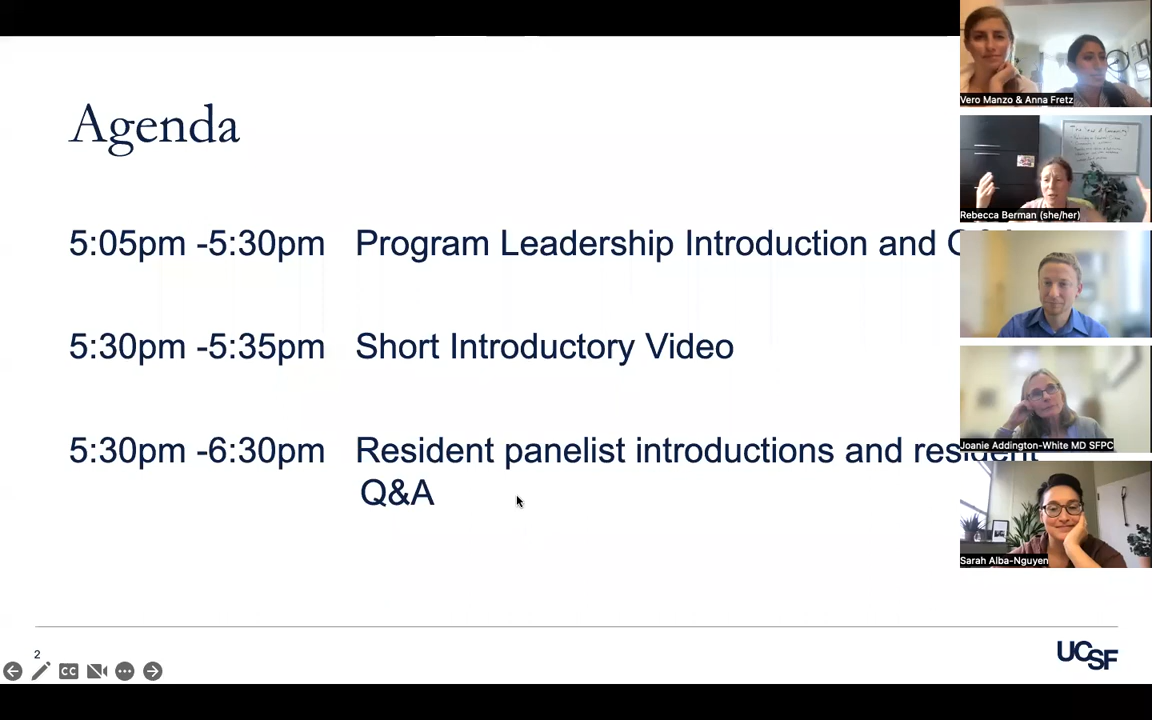 Agenda
5:05pm -5:30pm Program Leadership Introduction and
5:30pm -5:35pm Short Introductory Video
5:30pm -6:30pm Resident panelist introductions and resident
Q&A
2
CC
UCSF
Vero Manzo & Anna Fretz
Rebecca Berman (she/her)
Joanie Addington-White MD SFPC
Sarah Alba-Nguyen